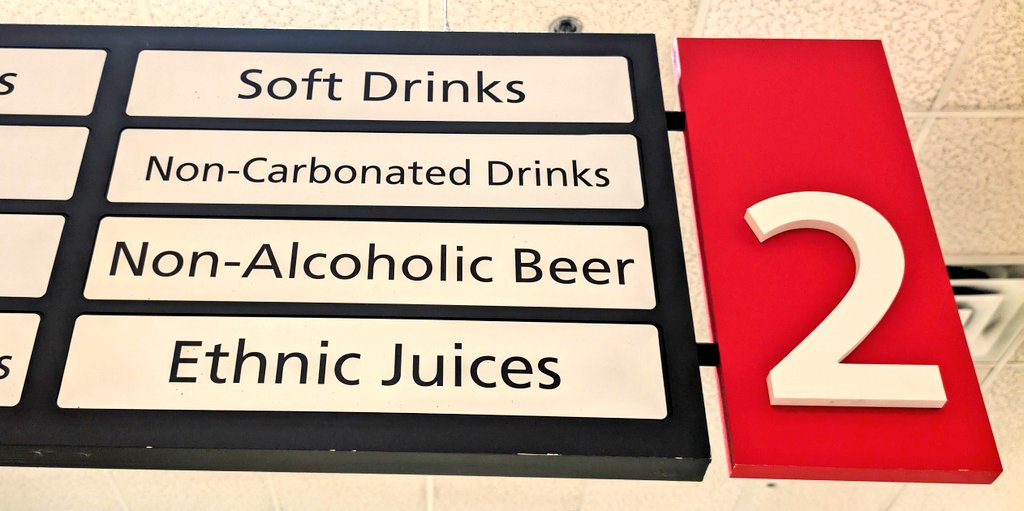 Soft Drinks
Non-Carbonated Drinks
Non-Alcoholic Beer
Ethnic Juices
2